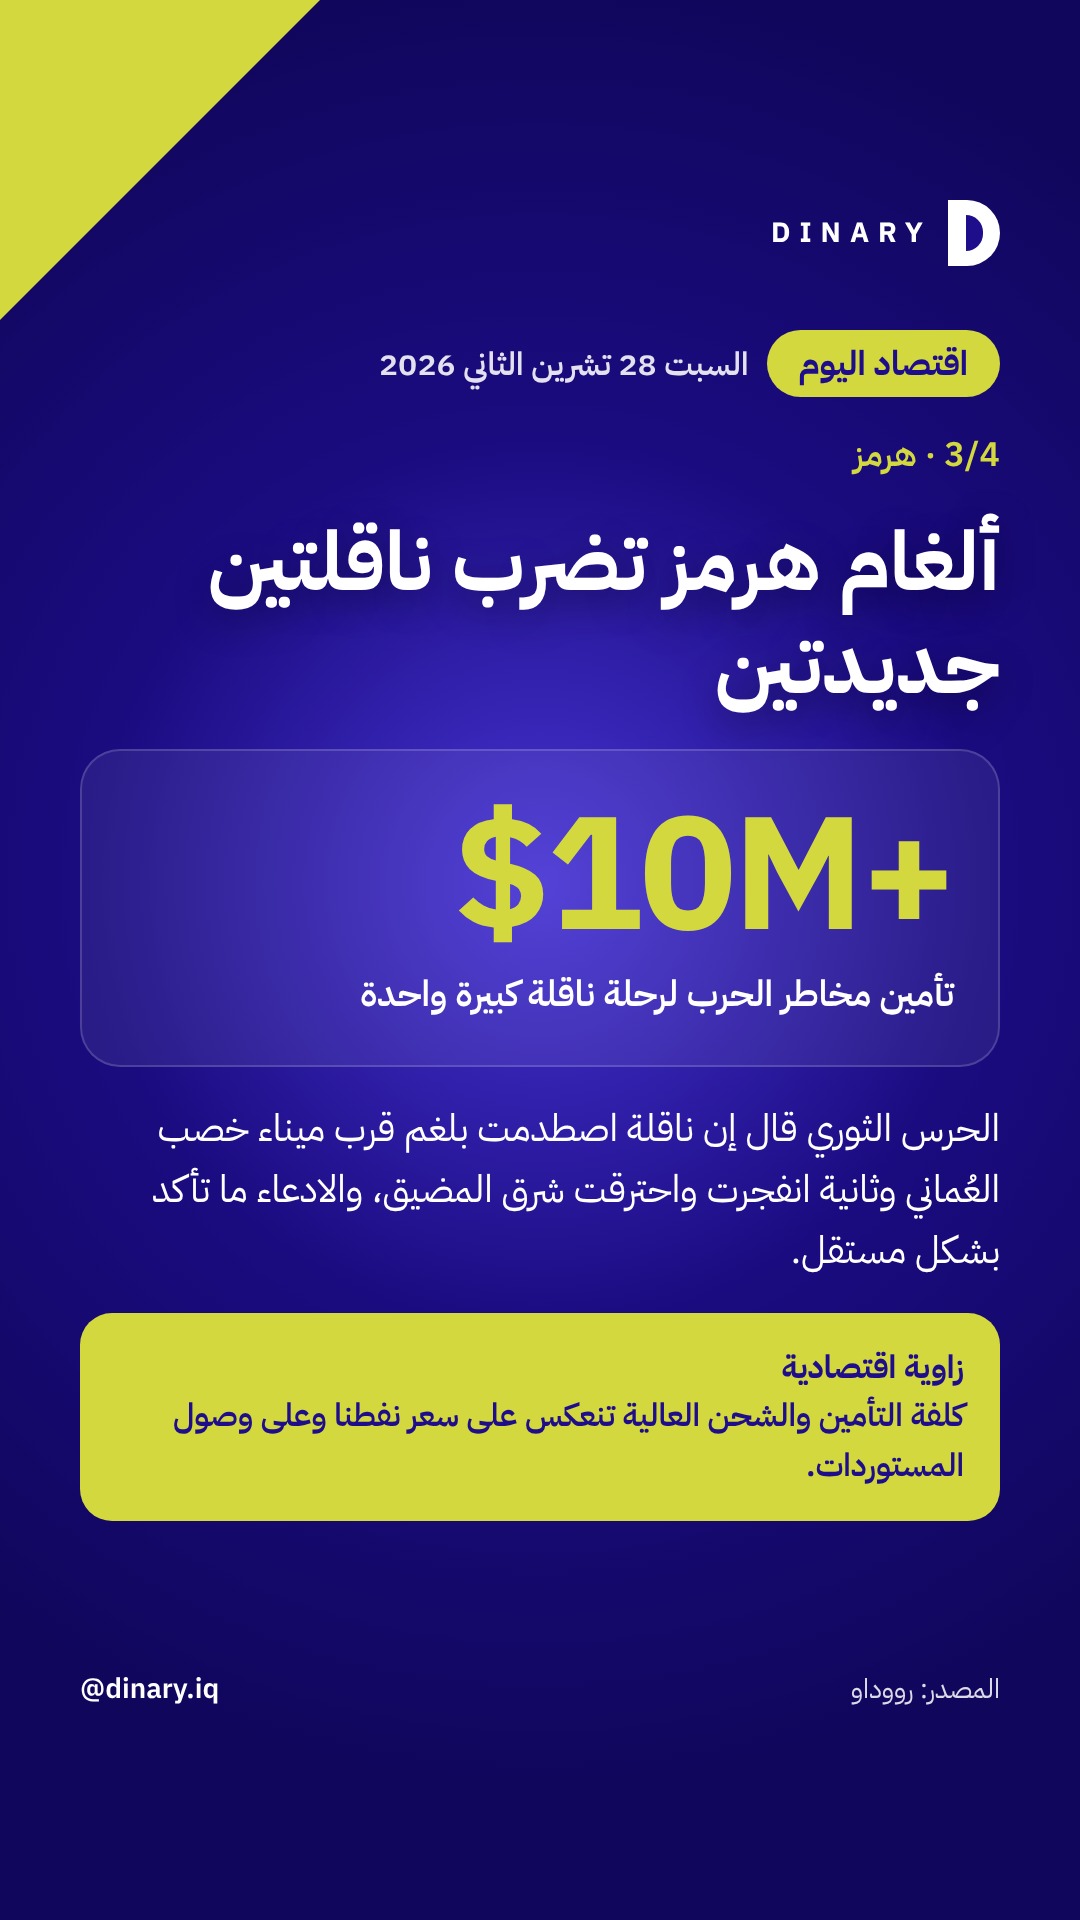 DINARY
اقتصاد اليوم السبت 28 تشرين الثاني 2026
3/4 · هرمز
ألغام هرمز تضرب ناقلتين
جديدتين
$10M+
تأمين مخاطر الحرب لرحلة ناقلة كبيرة واحدة
الحرس الثوري قال إن ناقلة اصطدمت بلغم قرب ميناء خصب
العُماني وثانية انفجرت واحترقت شرق المضيق، والادعاء ما تأكد
بشكل مستقل.
زاوية اقتصادية
كلفة التأمين والشحن العالية تنعكس على سعر نفطنا وعلى وصول
المستوردات.
المصدر: رووداو
@dinary.iq